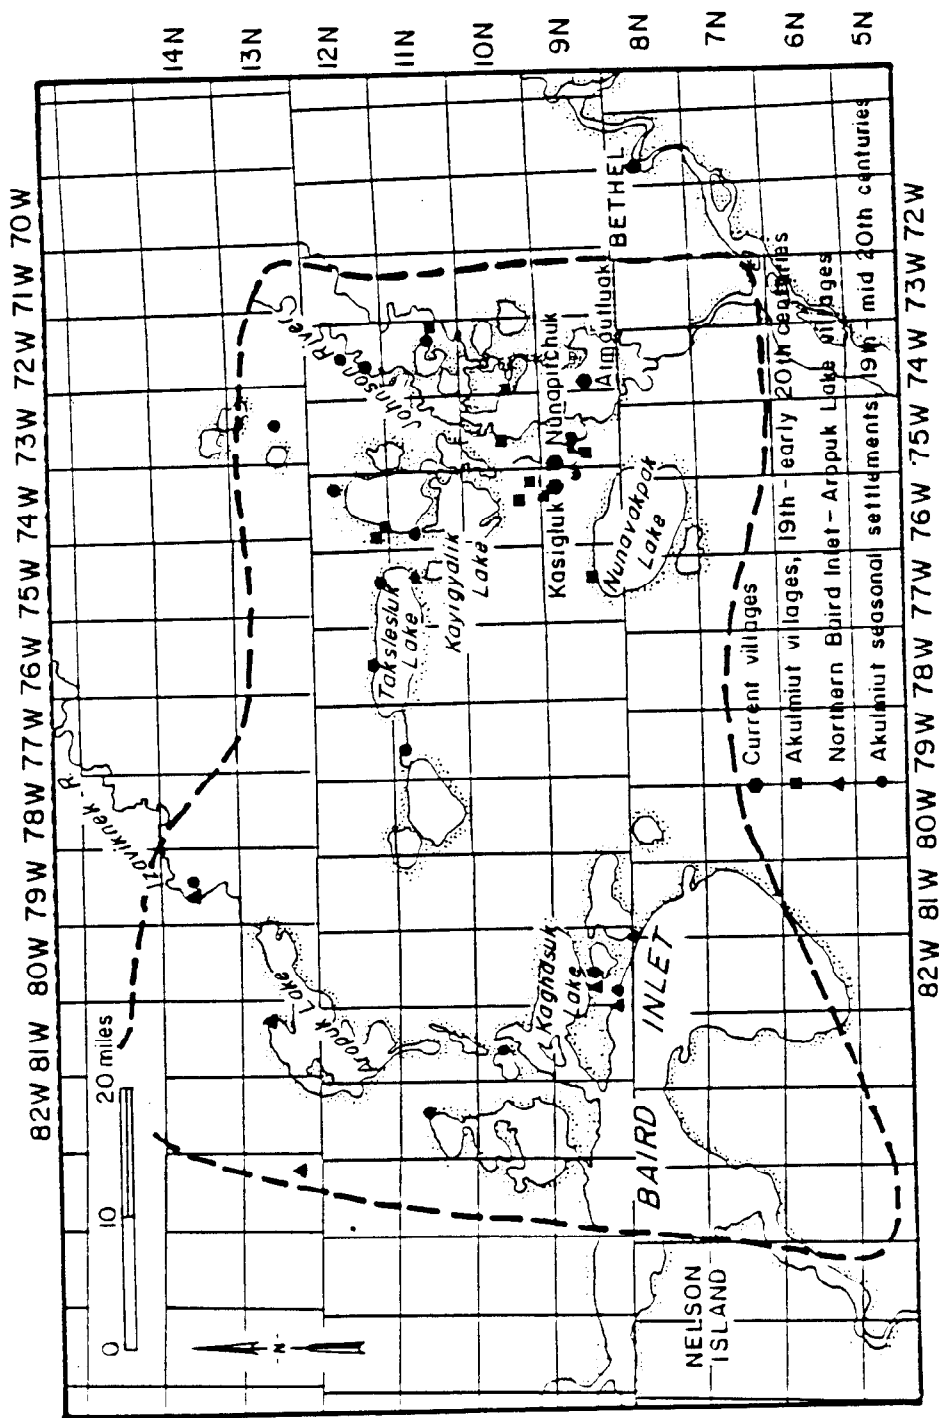 82W 81W 80W 79W 78W 77W 76W 75W 74W 73W 72W 71W 70W
14N
13N
12N
11N
10N
9N
8N
7N
6N
5N
0 10 20 miles
N
Izaviknek R.
Johnson River
Aropuk Lake
Takslesluk
Lake
Kayigyalik
Lake
Kaghasuk
Lake
Kasigluk
Nunapitchuk
Atmautluak
BETHEL
Nunavakpak
Lake
BAIRD INLET
NELSON
ISLAND
Current villages
Akulmiut villages, 19th - early 20th centuries
Northern Baird Inlet - Aropuk Lake villages
Akulmiut seasonal settlements, 19th - mid 20th centuries
82W 81W 80W 79W 78W 77W 76W 75W 74W 73W 72W